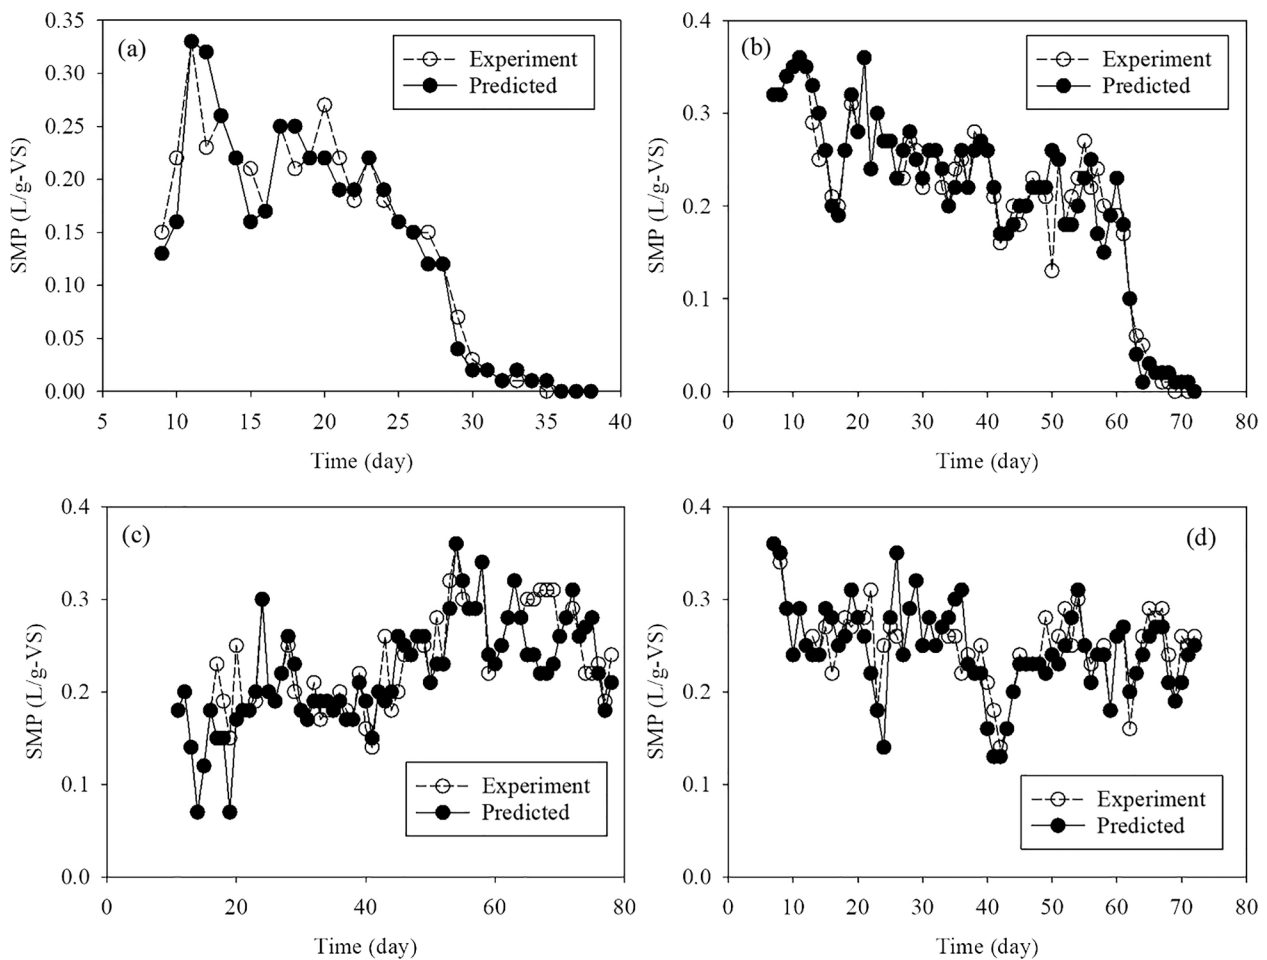 0.35
(a)
Experiment
Predicted
0.30
0.25
0.20
0.15
0.10
0.05
0.00
SMP (L/g-VS)
5 10 15 20 25 30 35 40
Time (day)
0.4
(b)
Experiment
Predicted
0.3
0.2
0.1
0.0
SMP (L/g-VS)
0 10 20 30 40 50 60 70 80
Time (day)
0.4
(c)
0.3
0.2
0.1
0.0
SMP (L/g-VS)
Experiment
Predicted
0 20 40 60 80
Time (day)
0.4
(d)
0.3
0.2
0.1
0.0
SMP (L/g-VS)
Experiment
Predicted
0 10 20 30 40 50 60 70 80
Time (day)